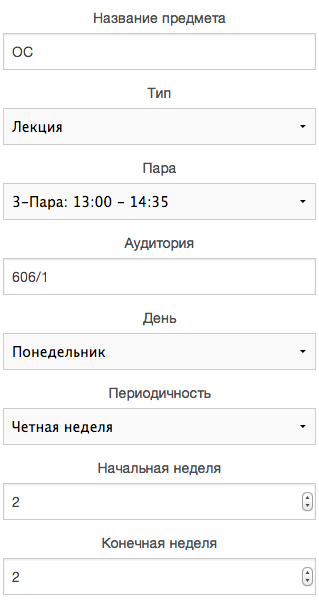 Название предмета
ОС
Тип
Лекция
Пара
3-Пара: 13:00 - 14:35
Аудитория
606/1
День
Понедельник
Периодичность
Четная неделя
Начальная неделя
2
Конечная неделя
2